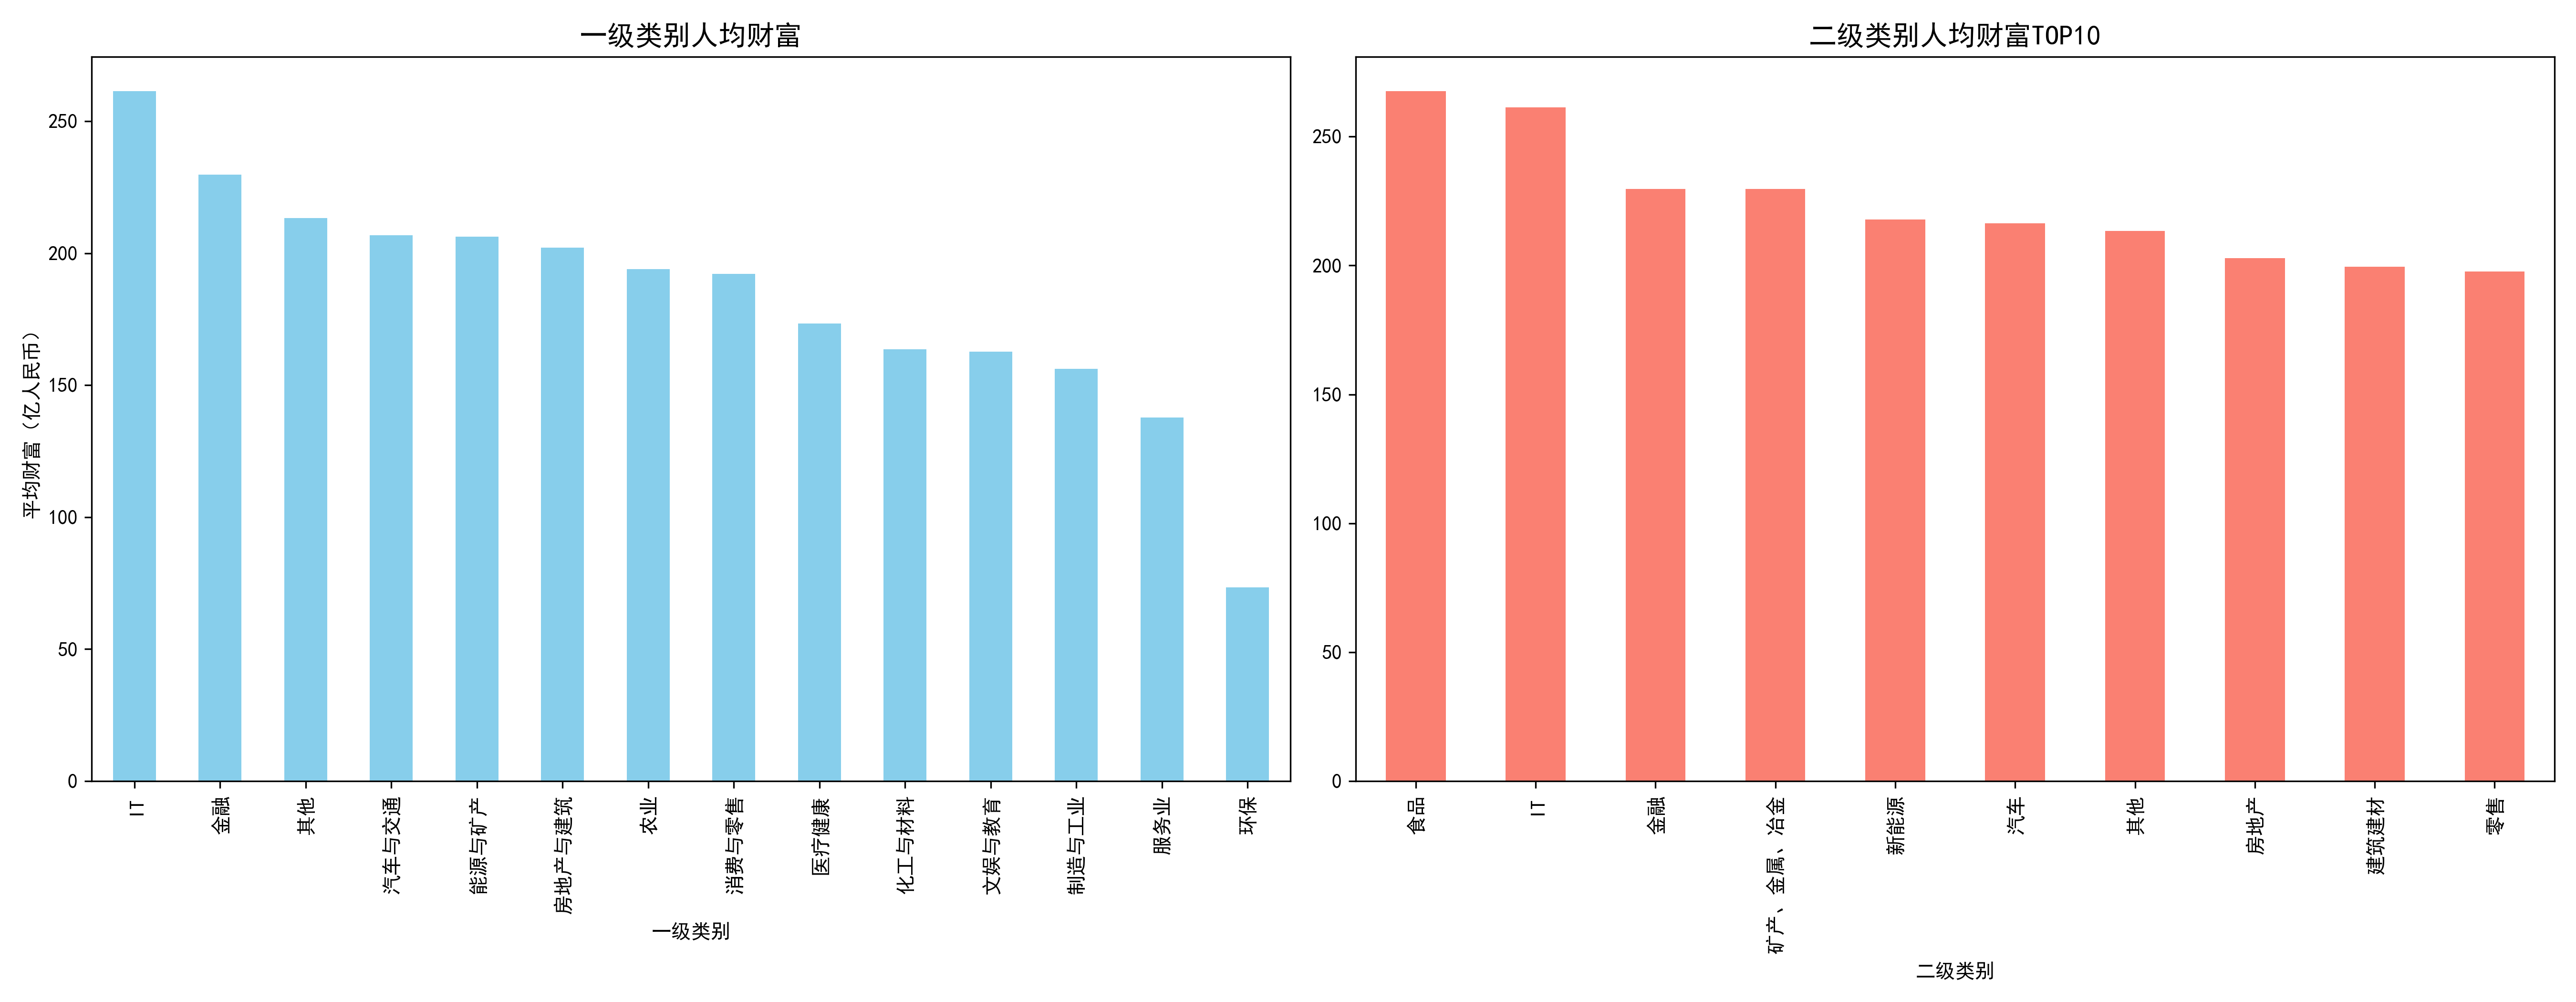 一级类别人均财富
平均财富（亿人民币）
250
200
150
100
50
0
IT
金融
其他
汽车与交通
能源与矿产
房地产与建筑
农业
消费与零售
医疗健康
化工与材料
文娱与教育
制造与工业
服务业
环保
一级类别
二级类别人均财富TOP10
250
200
150
100
50
0
食品
IT
金融
矿产、金属、冶金
新能源
汽车
其他
房地产
建筑建材
零售
二级类别